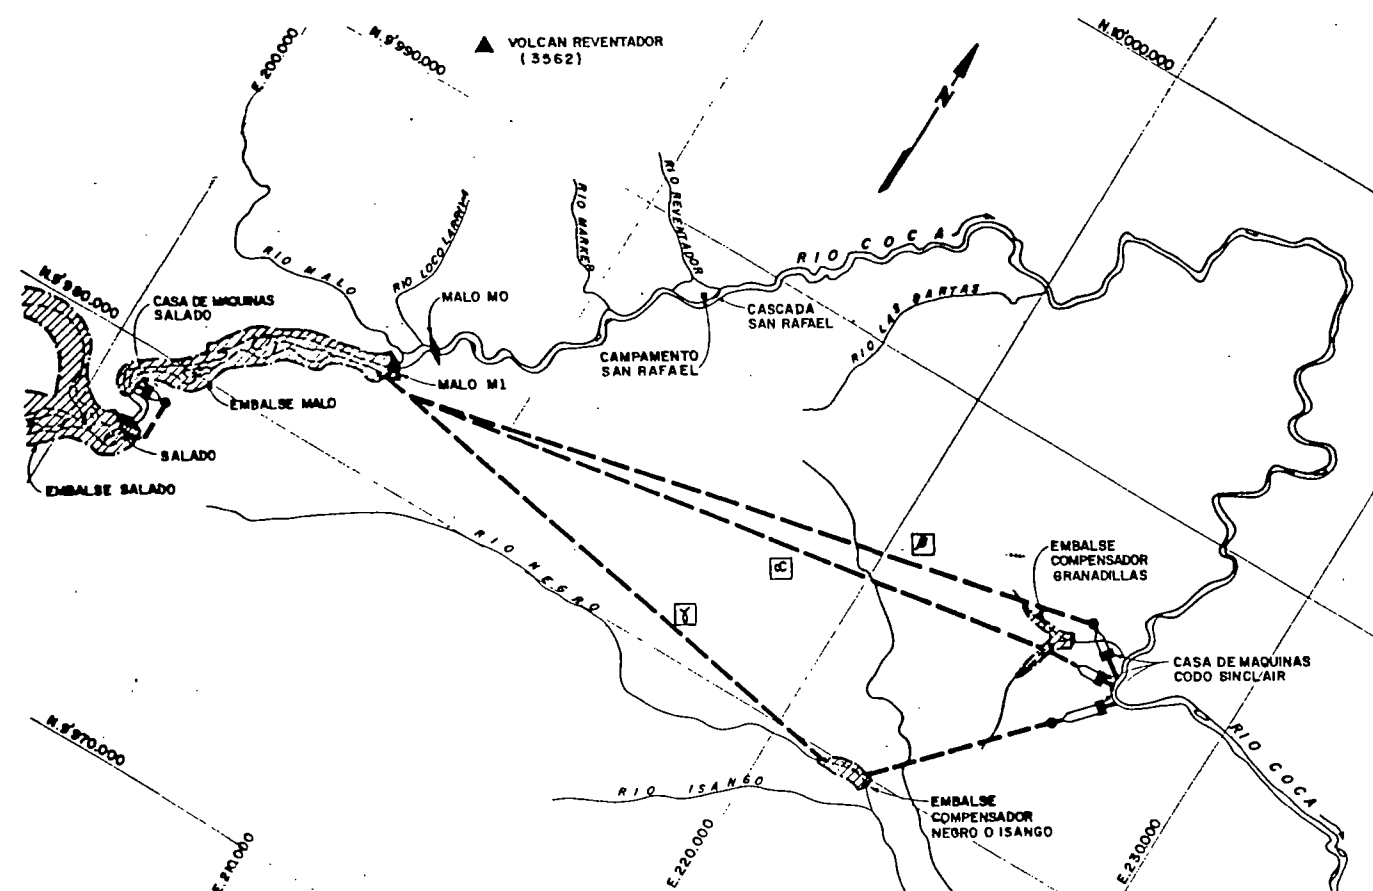 N.10'000.000
N.9'990.000
E.200.000
VOLCAN REVENTADOR
(3562)
N
RIO REVENTADOR
RIO MARKER
RIO LOCO LARRIVA
RIO COCA
RIO MALO
N.9'980.000
CASA DE MAQUINAS
SALADO
MALO M0
CASCADA
SAN RAFAEL
RIO LAS
CAMPAMENTO
SAN RAFAEL
MALO M1
EMBALSE MALO
SALADO
EMBALSE SALADO
RIO NEGRO
β
α
γ
EMBALSE
COMPENSADOR
GRANADILLAS
CASA DE MAQUINAS
CODO SINCLAIR
N.9'970.000
RIO COCA
RIO ISANGO
EMBALSE
COMPENSADOR
NEGRO O ISANGO
E.210.000
E.220.000
E.230.000